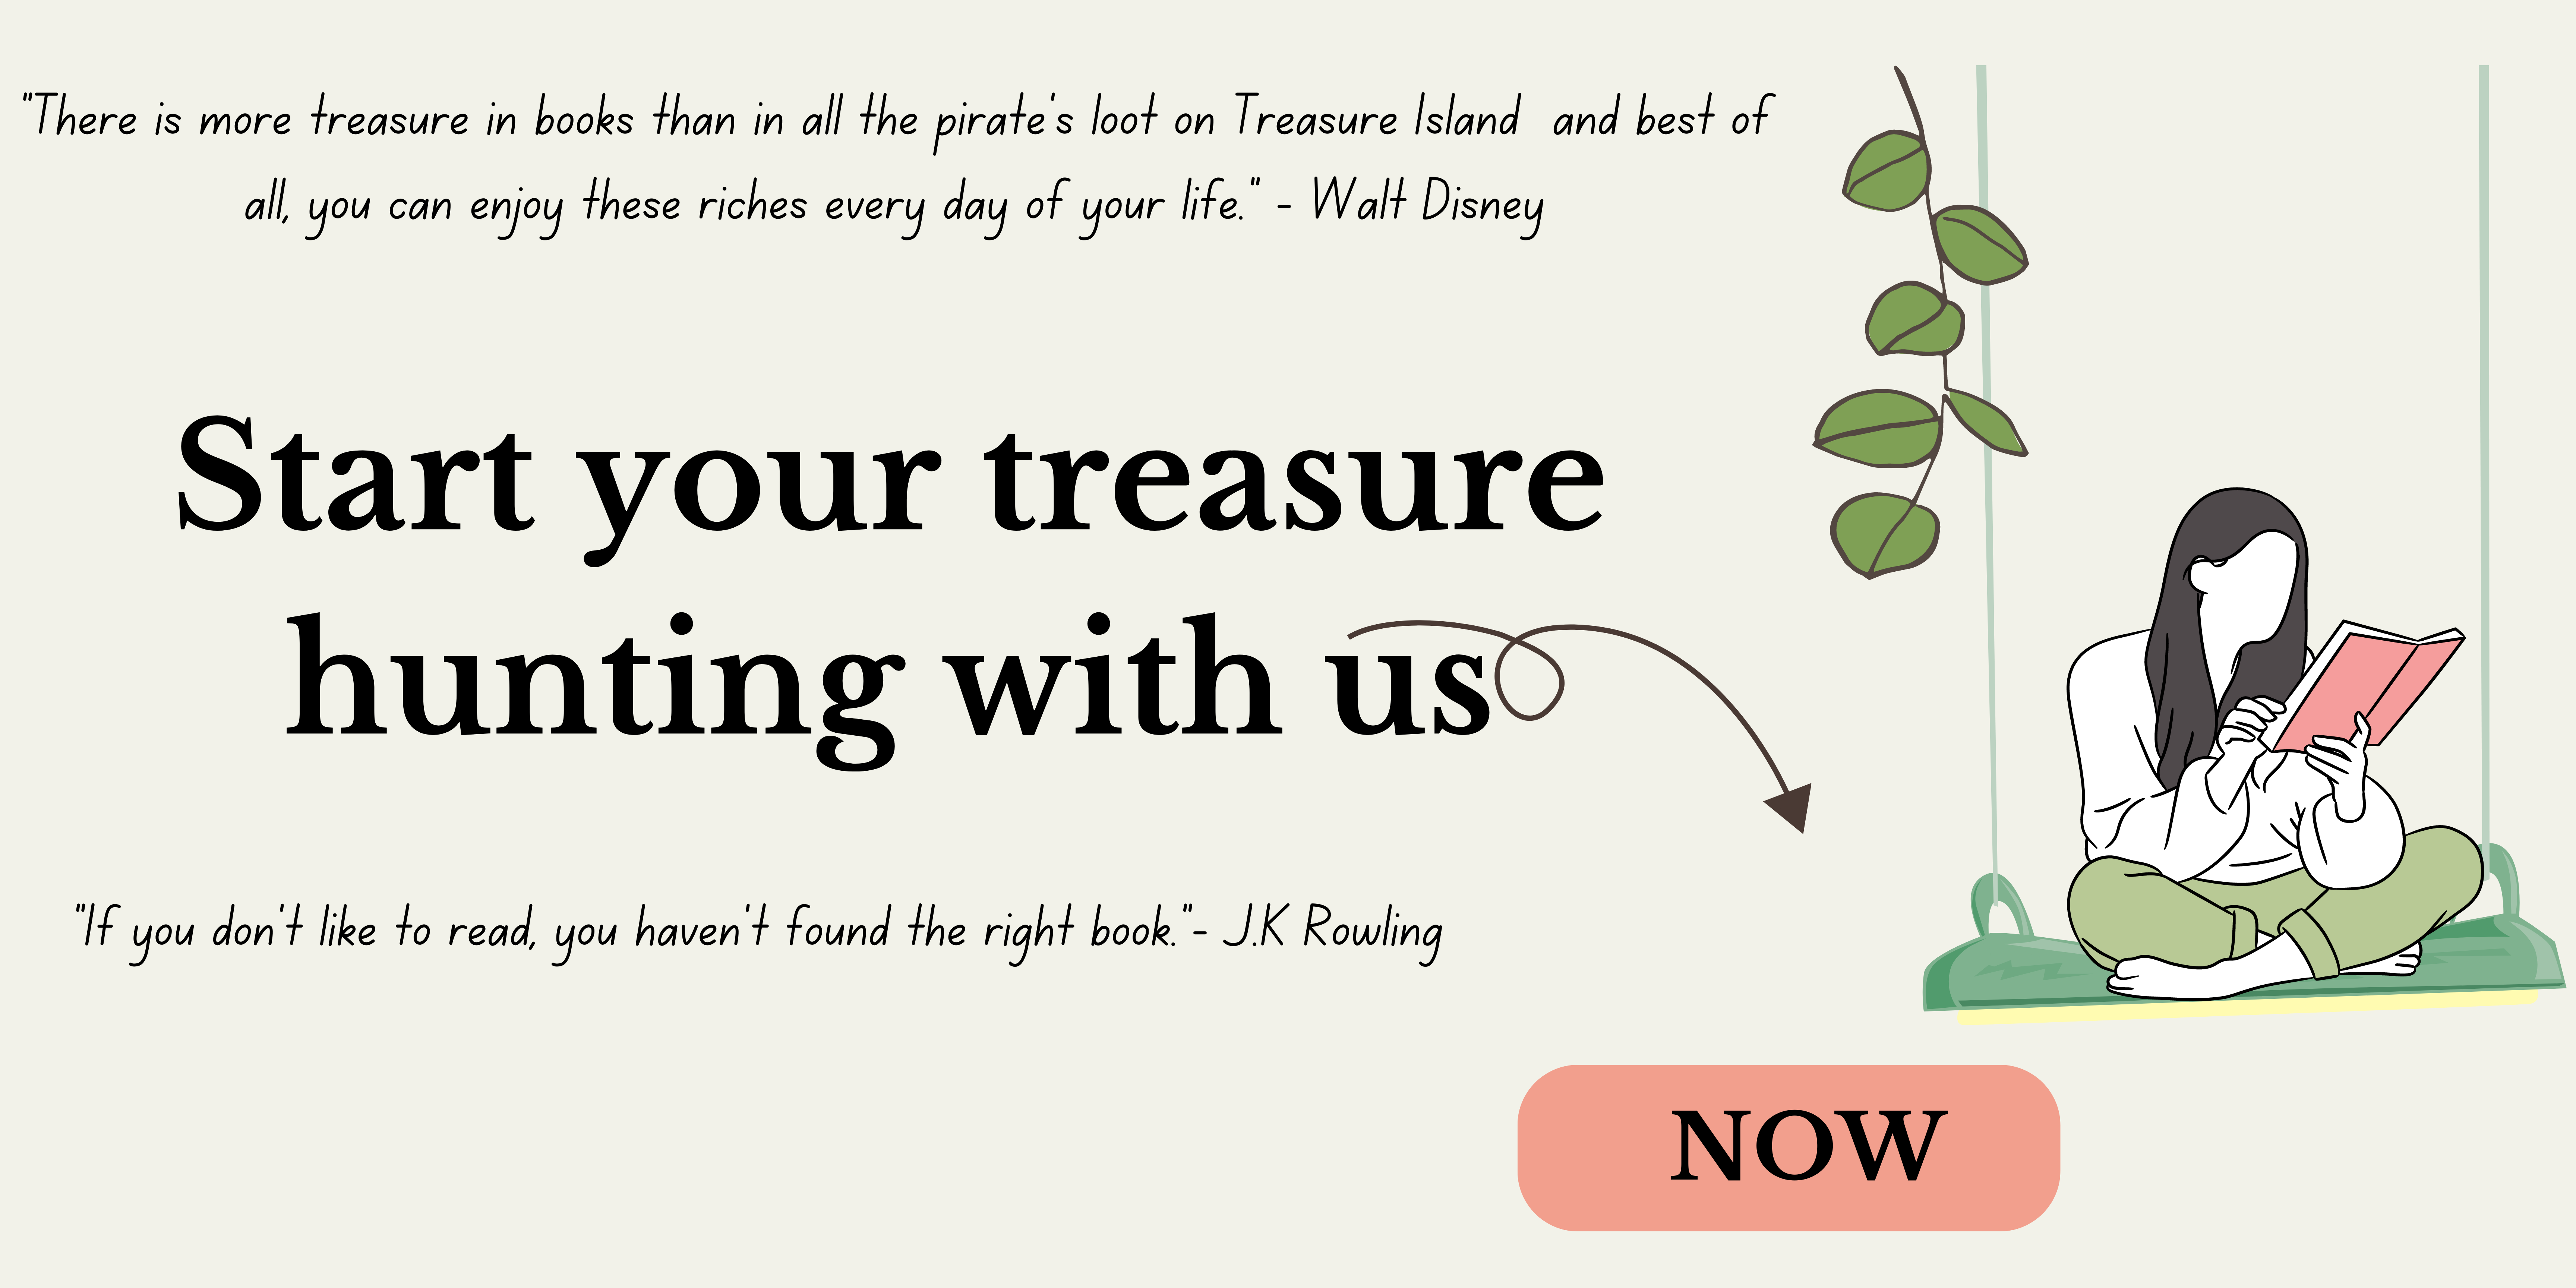 "There is more treasure in books than in all the pirate's loot on Treasure Island  and best of
all, you can enjoy these riches every day of your life." - Walt Disney
Start your treasure
hunting with us
"If you don't like to read, you haven't found the right book."- J.K Rowling
NOW